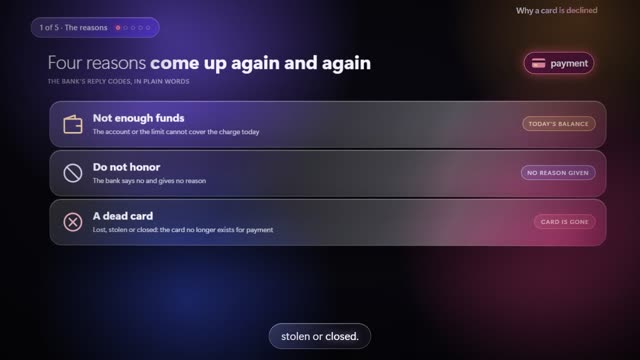 Why a card is declined
1 of 5 · The reasons
Four reasons come up again and again
THE BANK'S REPLY CODES, IN PLAIN WORDS
payment
Not enough funds
The account or the limit cannot cover the charge today
TODAY'S BALANCE
Do not honor
The bank says no and gives no reason
NO REASON GIVEN
A dead card
Lost, stolen or closed: the card no longer exists for payment
CARD IS GONE
stolen or closed.